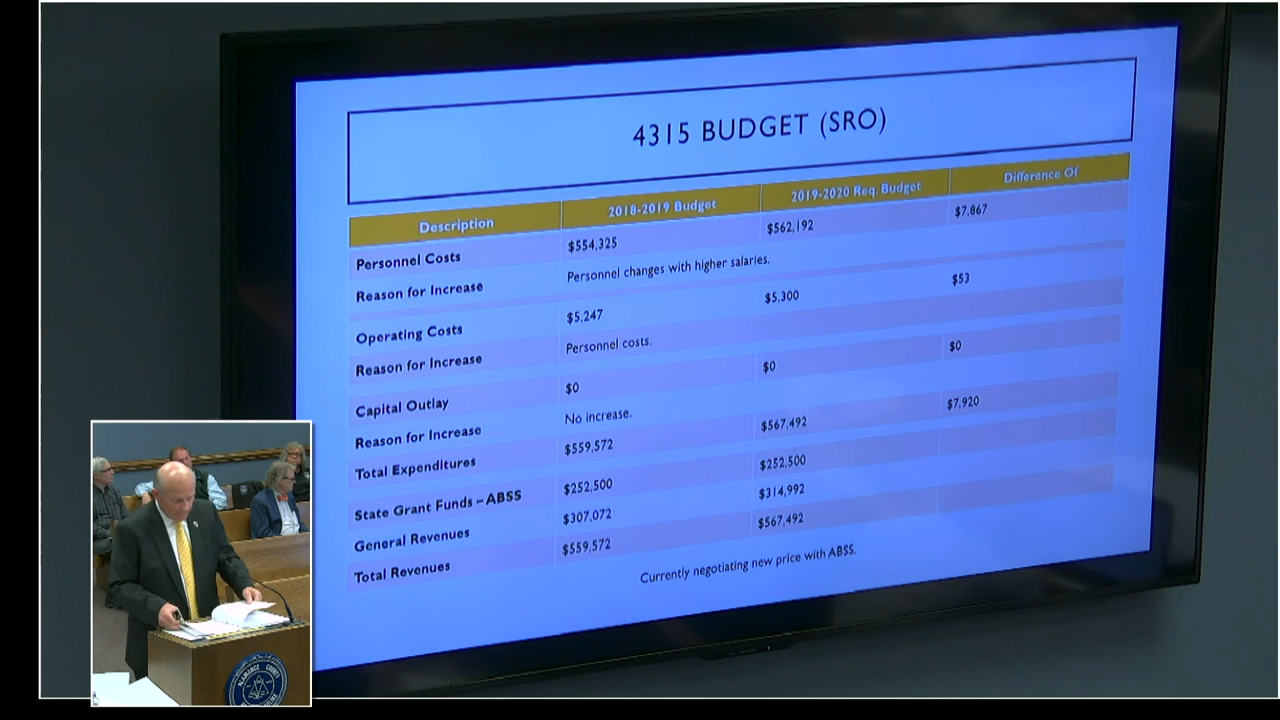 4315 BUDGET (SRO)
Description 2018-2019 Budget 2019-2020 Req. Budget Difference Of
Personnel Costs $554,325 $562,192 $7,867
Reason for Increase Personnel changes with higher salaries.
Operating Costs $5,247 $5,300 $53
Reason for Increase Personnel costs.
Capital Outlay $0 $0 $0
Reason for Increase No increase.
Total Expenditures $559,572 $567,492 $7,920
State Grant Funds – ABSS $252,500 $252,500
General Revenues $307,072 $314,992
Total Revenues $559,572 $567,492
Currently negotiating new price with ABSS.
ALAMANCE COUNTY